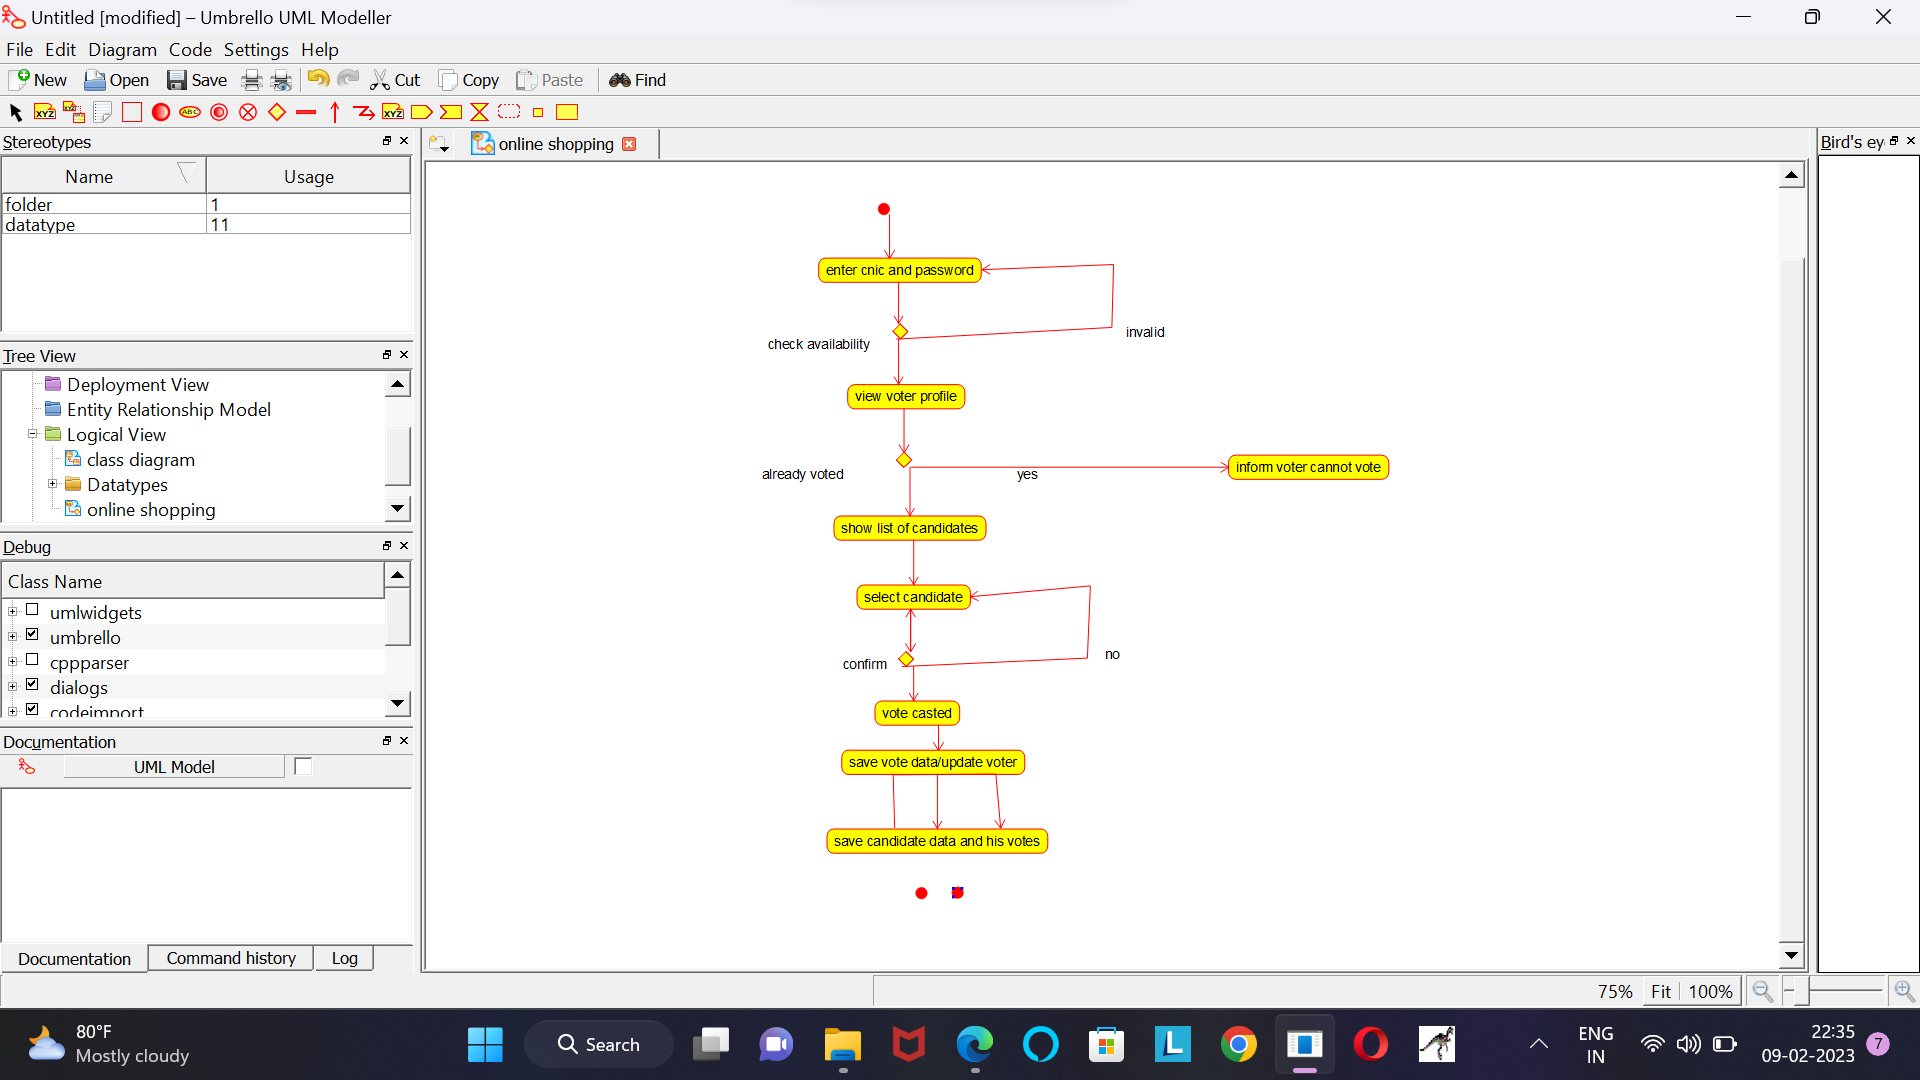 Untitled [modified] – Umbrello UML Modeller
File Edit Diagram Code Settings Help
New Open Save Cut Copy Paste Find
XYZ XYZ ABC XYZ
Stereotypes
Name Usage
folder 1
datatype 11
Tree View
Deployment View
Entity Relationship Model
Logical View
class diagram
Datatypes
online shopping
Debug
Class Name
umlwidgets
umbrello
cppparser
dialogs
codeimport
Documentation
UML Model
Documentation Command history Log
online shopping
enter cnic and password
invalid
check availability
view voter profile
inform voter cannot vote
already voted yes
show list of candidates
select candidate
no
confirm
vote casted
save vote data/update voter
save candidate data and his votes
Bird's ey
75% Fit 100%
80°F
Mostly cloudy
Search
L
ENG
IN
22:35
09-02-2023
7